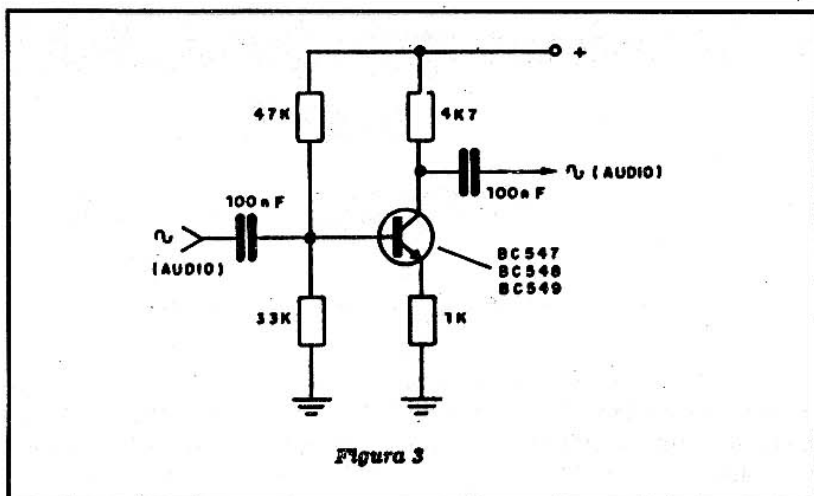 +
47K
4K7
100nF
∿ (AUDIO)
100nF
∿
(AUDIO)
BC547
BC548
BC549
33K
1K
Figura 3